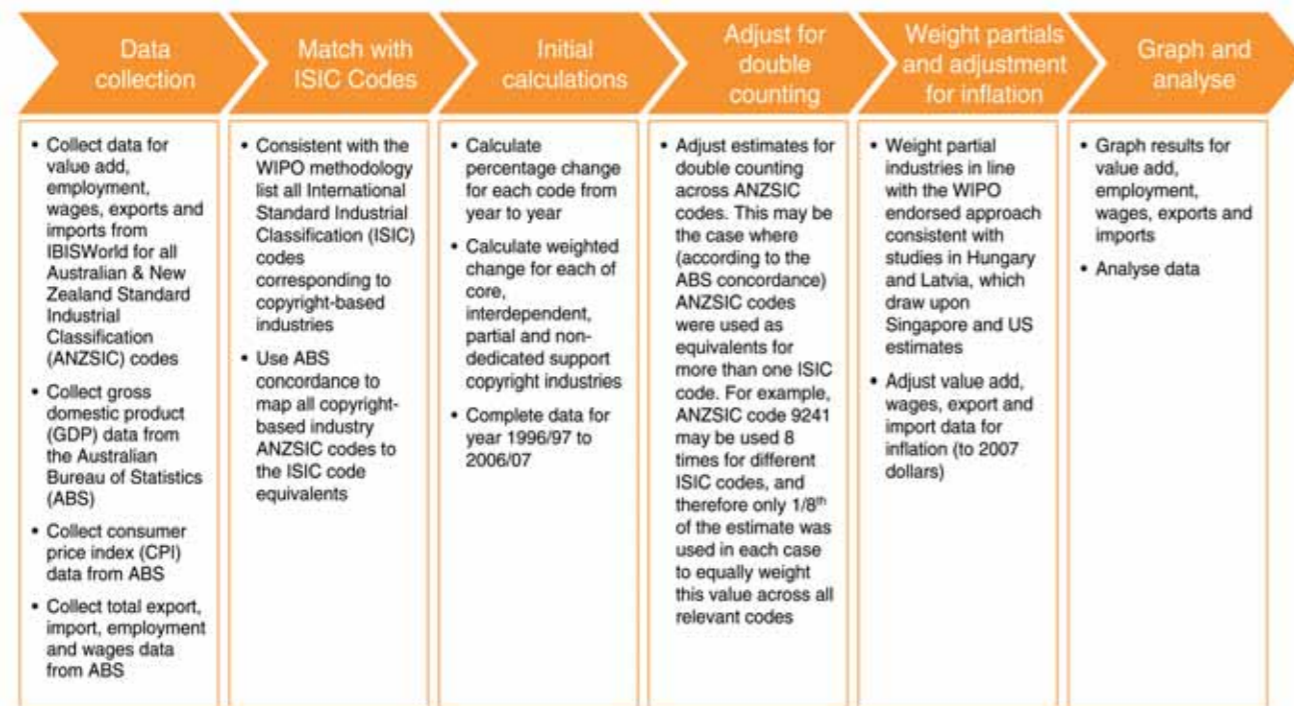 Data
collection
Match with
ISIC Codes
Initial
calculations
Adjust for
double
counting
Weight partials
and adjustment
for inflation
Graph and
analyse
• Collect data for
value add,
employment,
wages, exports and
imports from
IBISWorld for all
Australian & New
Zealand Standard
Industrial
Classification
(ANZSIC) codes
• Collect gross
domestic product
(GDP) data from
the Australian
Bureau of Statistics
(ABS)
• Collect consumer
price index (CPI)
data from ABS
• Collect total export,
import, employment
and wages data
from ABS
• Consistent with the
WIPO methodology
list all International
Standard Industrial
Classification (ISIC)
codes
corresponding to
copyright-based
industries
• Use ABS
concordance to
map all copyright-
based industry
ANZSIC codes to
the ISIC code
equivalents
• Calculate
percentage change
for each code from
year to year
• Calculate weighted
change for each of
core,
interdependent,
partial and non-
dedicated support
copyright industries
• Complete data for
year 1996/97 to
2006/07
• Adjust estimates for
double counting
across ANZSIC
codes. This may be
the case where
(according to the
ABS concordance)
ANZSIC codes
were used as
equivalents for
more than one ISIC
code. For example,
ANZSIC code 9241
may be used 8
times for different
ISIC codes, and
therefore only 1/8th
of the estimate was
used in each case
to equally weight
this value across all
relevant codes
• Weight partial
industries in line
with the WIPO
endorsed approach
consistent with
studies in Hungary
and Latvia, which
draw upon
Singapore and US
estimates
• Adjust value add,
wages, export and
import data for
inflation (to 2007
dollars)
• Graph results for
value add,
employment,
wages, exports and
imports
• Analyse data